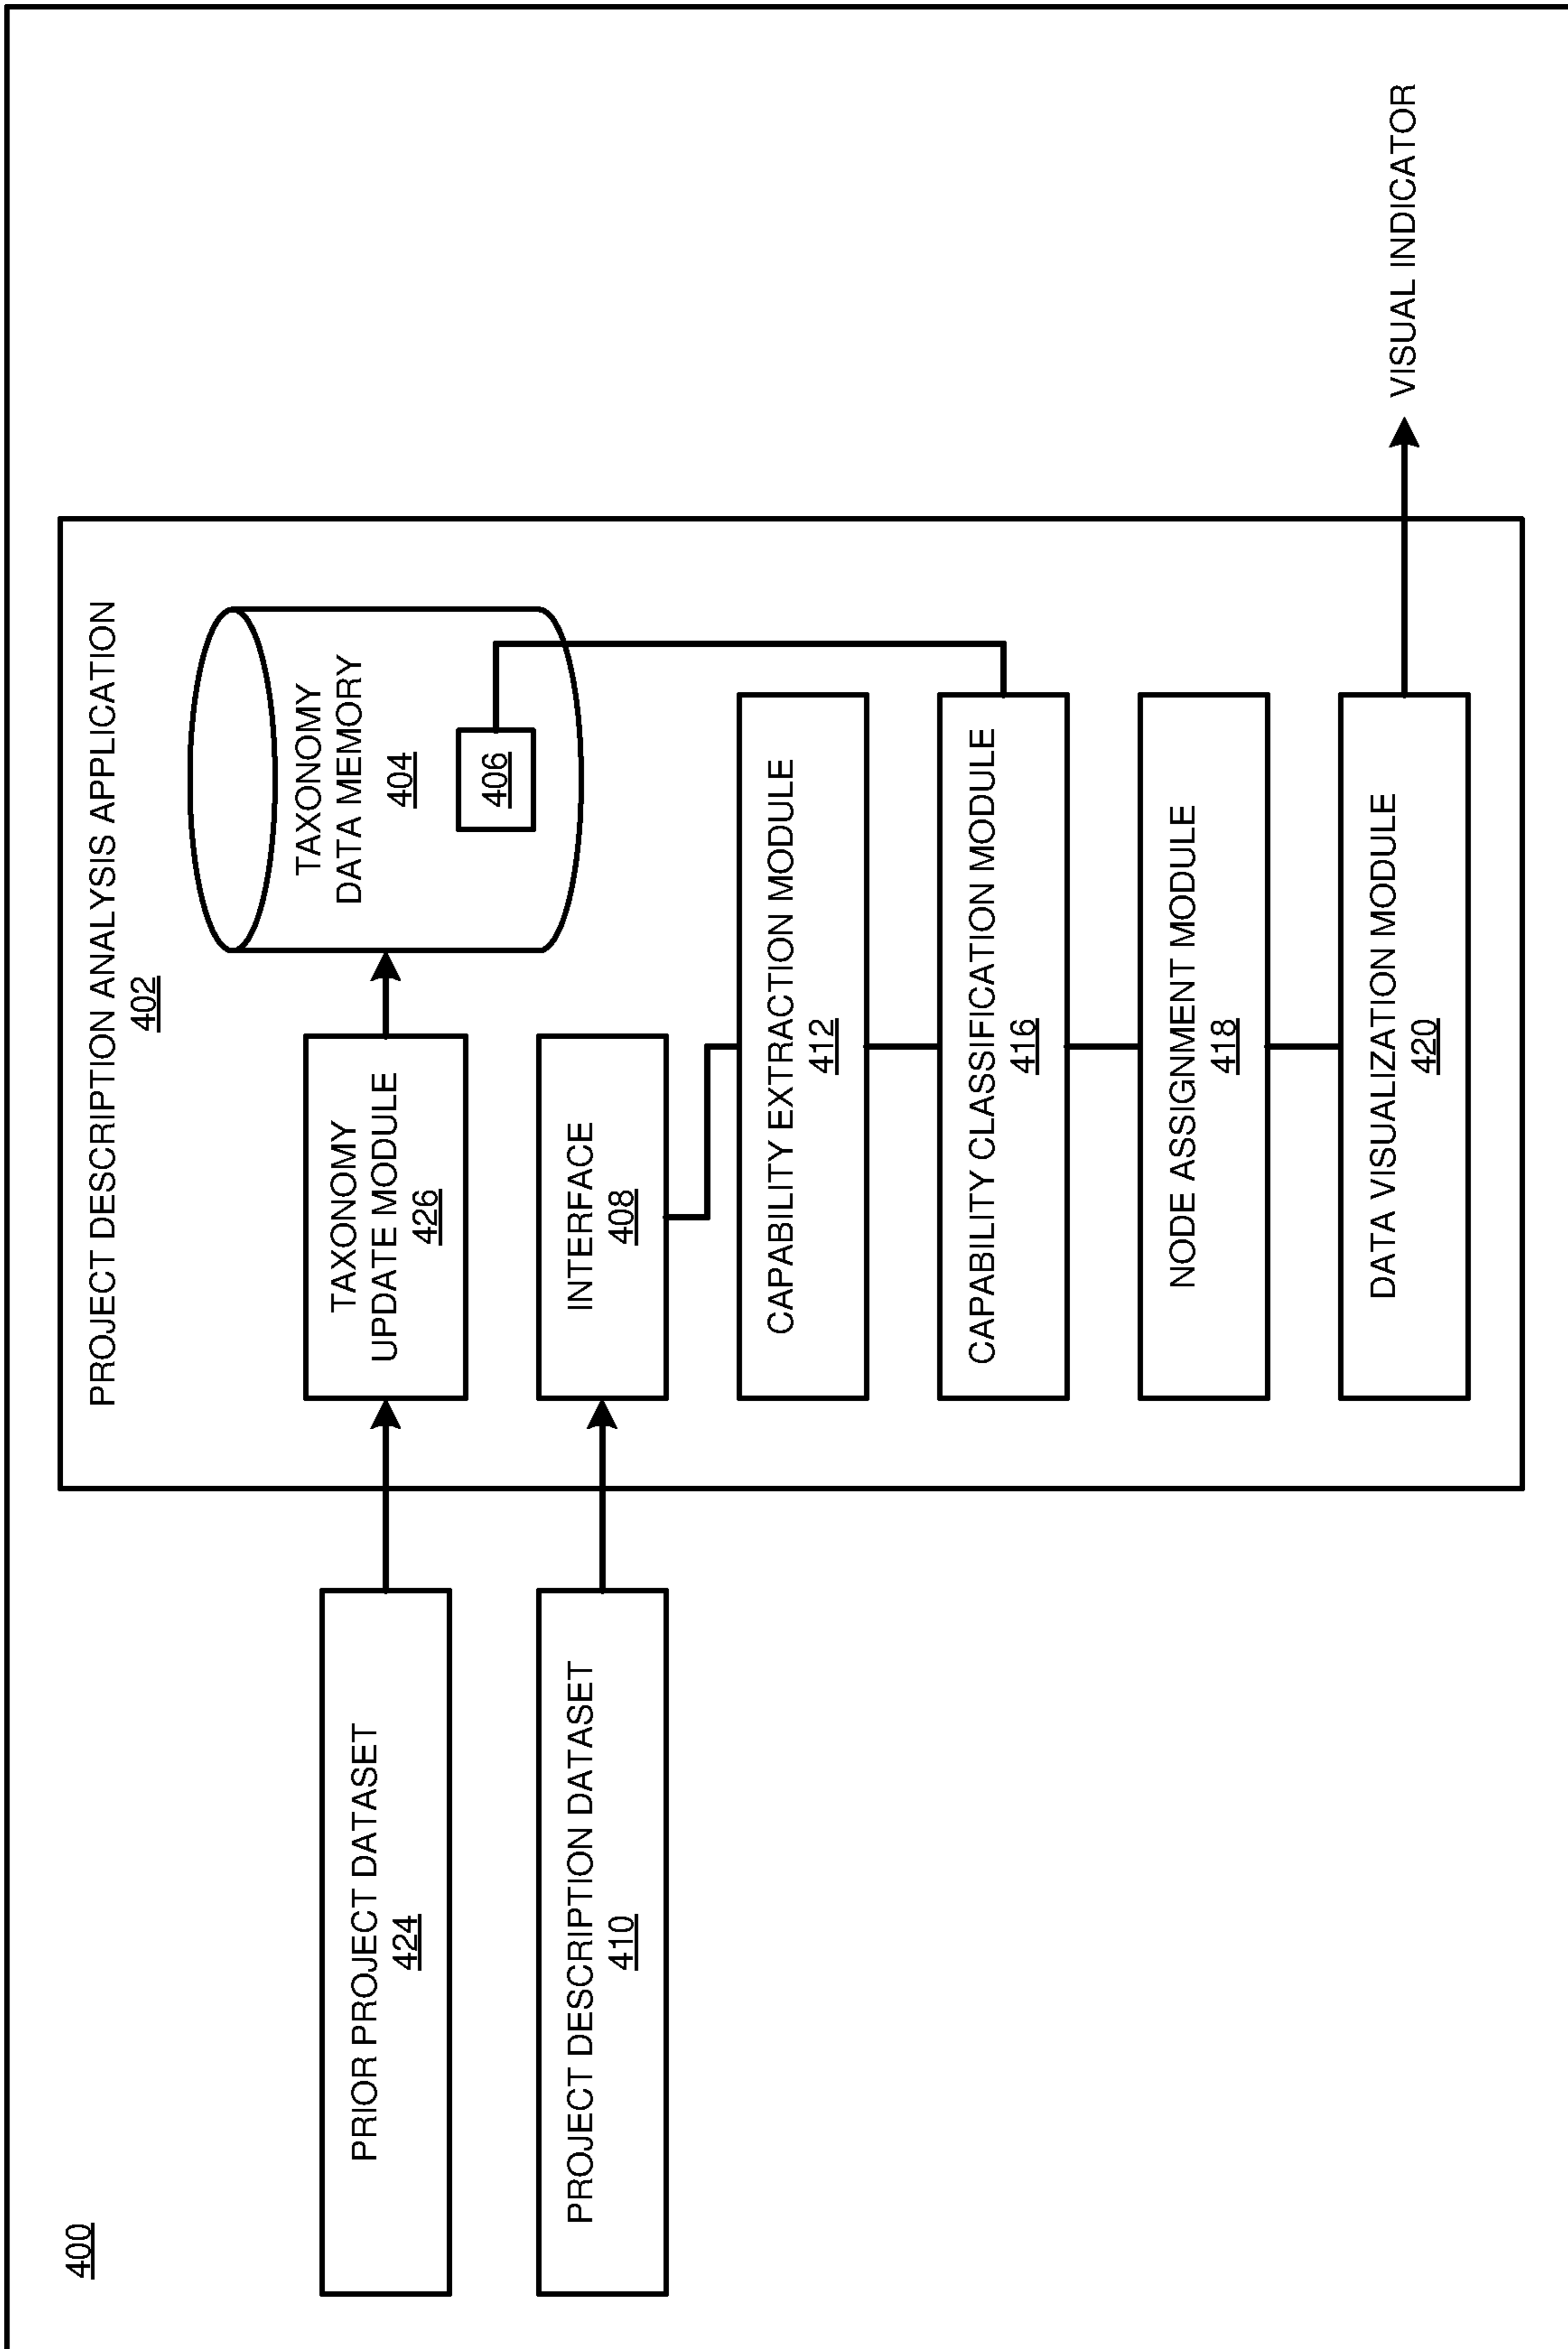 400
PROJECT DESCRIPTION ANALYSIS APPLICATION
402
PRIOR PROJECT DATASET
424
TAXONOMY
UPDATE MODULE
426
TAXONOMY
DATA MEMORY
404
406
PROJECT DESCRIPTION DATASET
410
INTERFACE
408
CAPABILITY EXTRACTION MODULE
412
CAPABILITY CLASSIFICATION MODULE
416
NODE ASSIGNMENT MODULE
418
DATA VISUALIZATION MODULE
420
VISUAL INDICATOR